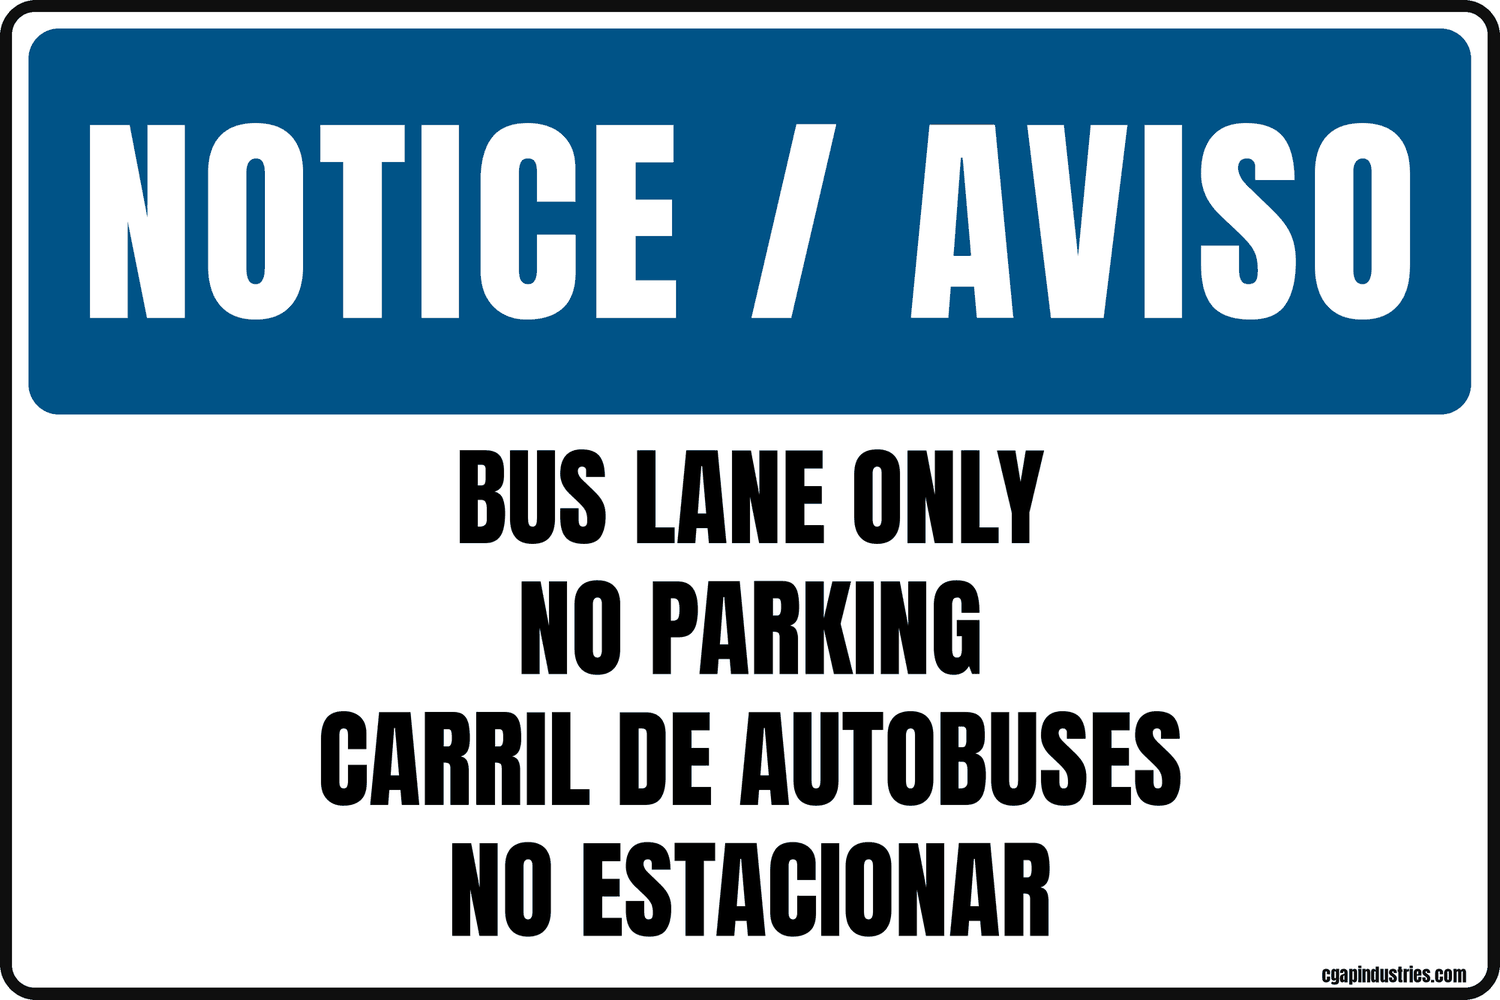 NOTICE / AVISO
BUS LANE ONLY
NO PARKING
CARRIL DE AUTOBUSES
NO ESTACIONAR
cgapindustries.com